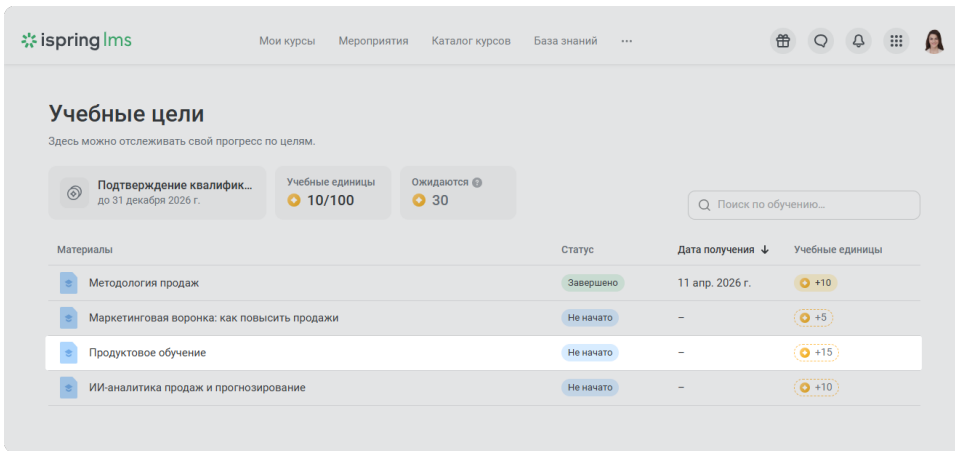 ispring lms
Мои курсы Мероприятия Каталог курсов База знаний ...
Учебные цели
Здесь можно отслеживать свой прогресс по целям.
Подтверждение квалифик...
до 31 декабря 2026 г.
Учебные единицы
10/100
Ожидаются ?
30
Поиск по обучению...
Материалы Статус Дата получения ↓ Учебные единицы
Методология продаж Завершено 11 апр. 2026 г. +10
Маркетинговая воронка: как повысить продажи Не начато – +5
Продуктовое обучение Не начато – +15
ИИ-аналитика продаж и прогнозирование Не начато – +10